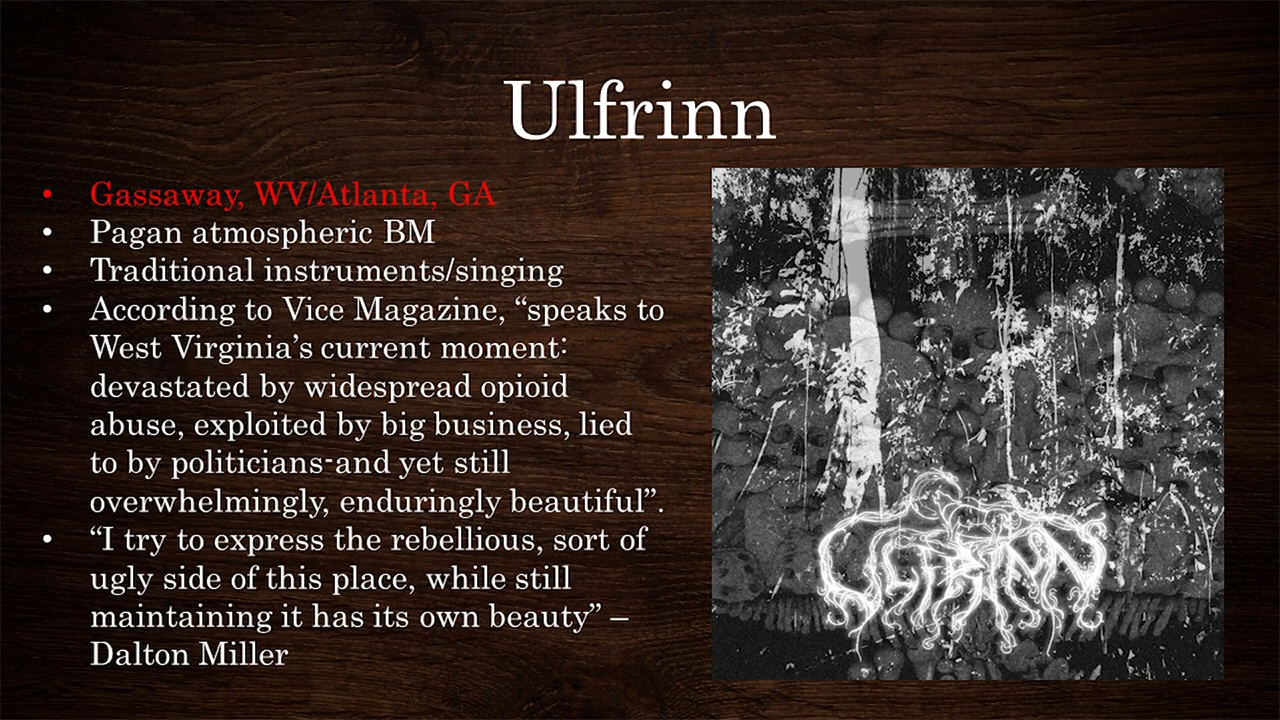 Ulfrinn
• Gassaway, WV/Atlanta, GA
• Pagan atmospheric BM
• Traditional instruments/singing
• According to Vice Magazine, “speaks to
West Virginia’s current moment:
devastated by widespread opioid
abuse, exploited by big business, lied
to by politicians-and yet still
overwhelmingly, enduringly beautiful”.
• “I try to express the rebellious, sort of
ugly side of this place, while still
maintaining it has its own beauty” –
Dalton Miller
ULFRINN